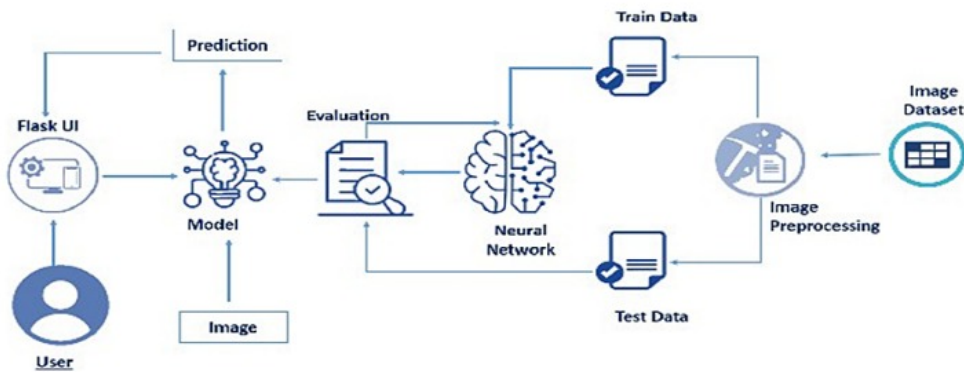 Train Data
Prediction
Image
Dataset
Flask UI
Evaluation
Model
Neural
Network
Image
Preprocessing
Image
Test Data
User